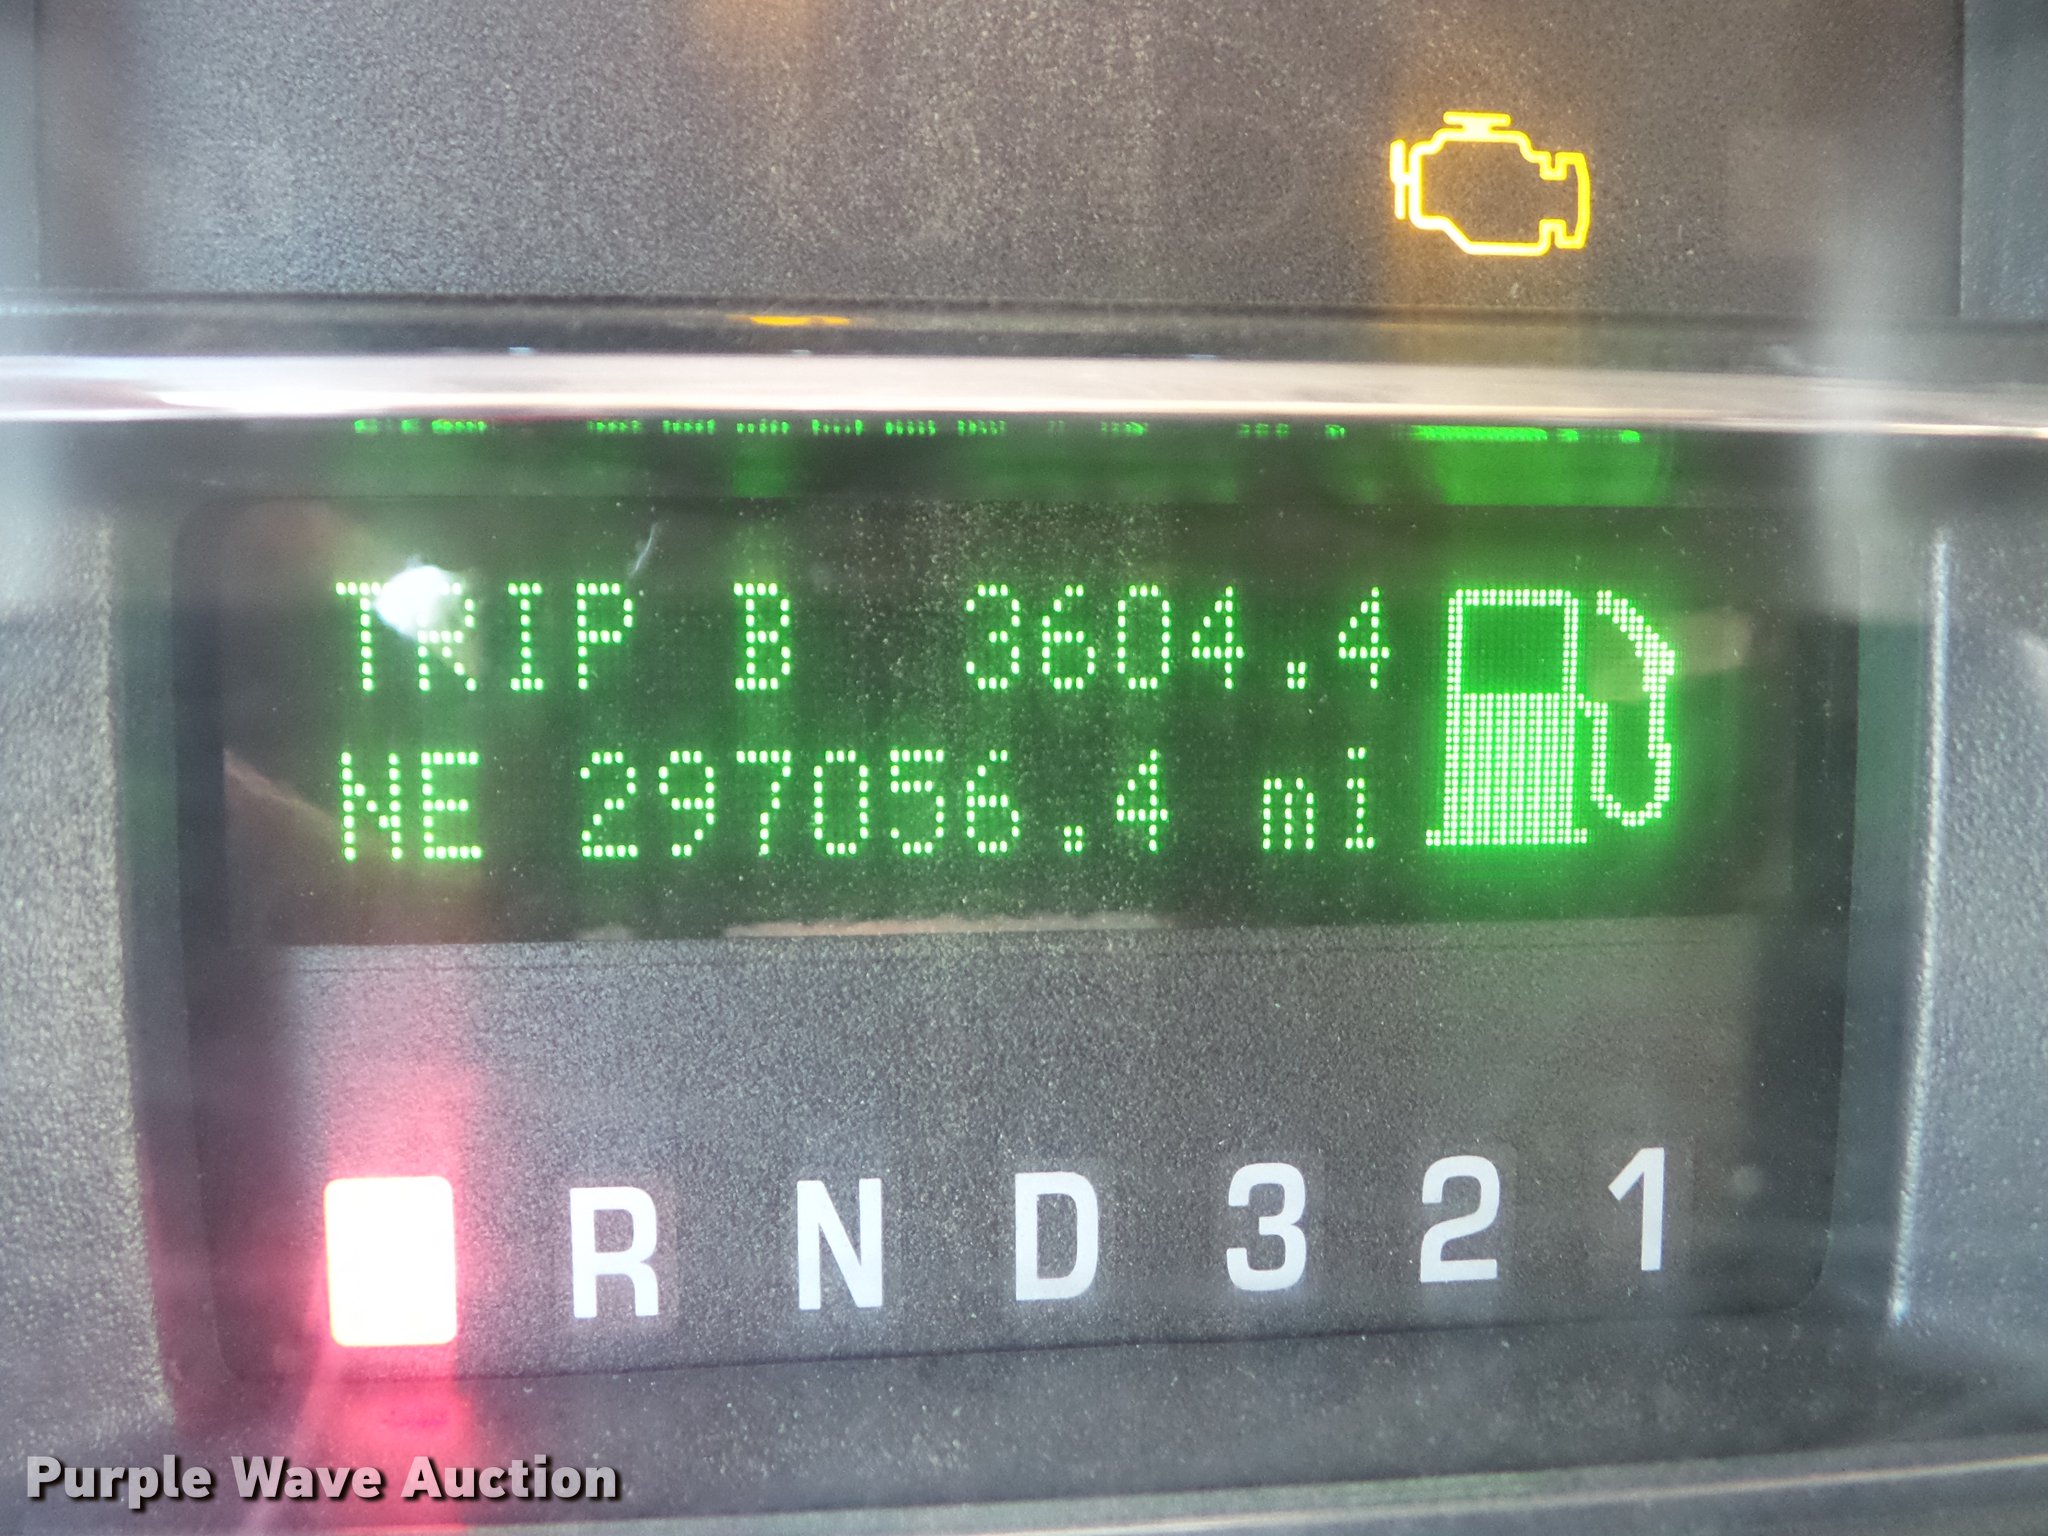 TRIP B 3604.4
NE 297056.4 mi
R N D 3 2 1
Purple Wave Auction